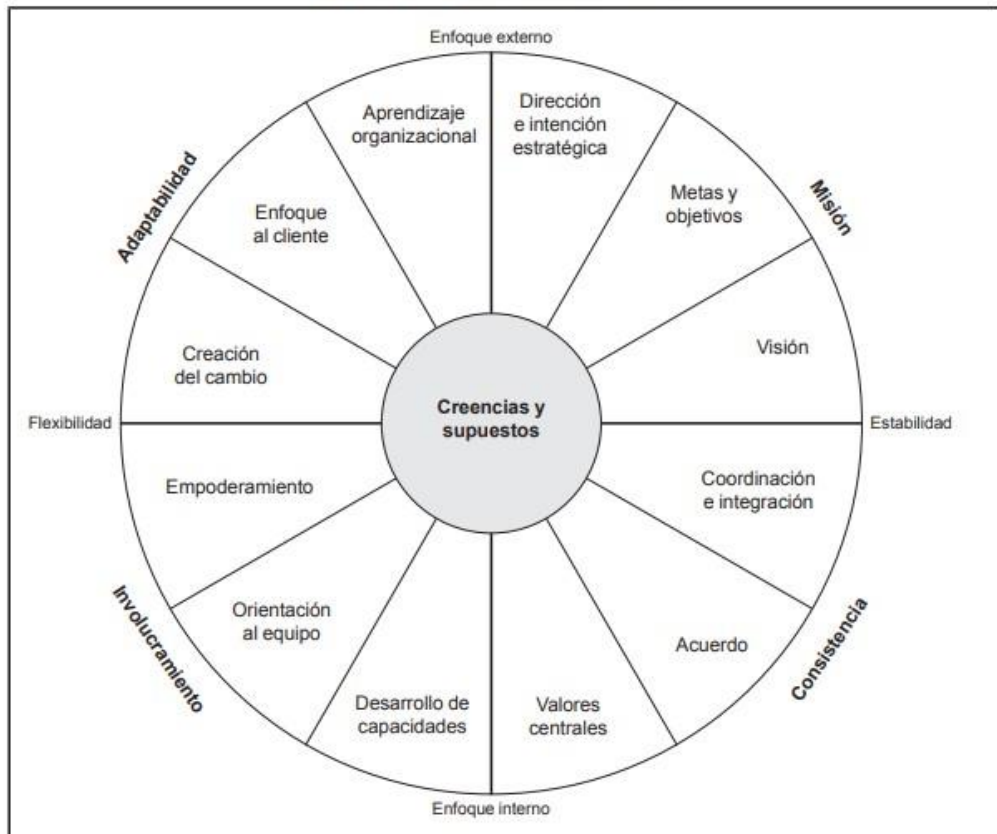 Enfoque externo
Aprendizaje
organizacional
Dirección
e intención
estratégica
Adaptabilidad
Enfoque
al cliente
Metas y
objetivos
Misión
Creación
del cambio
Visión
Creencias y
supuestos
Flexibilidad
Estabilidad
Empoderamiento
Coordinación
e integración
Involucramiento
Orientación
al equipo
Acuerdo
Consistencia
Desarrollo de
capacidades
Valores
centrales
Enfoque interno